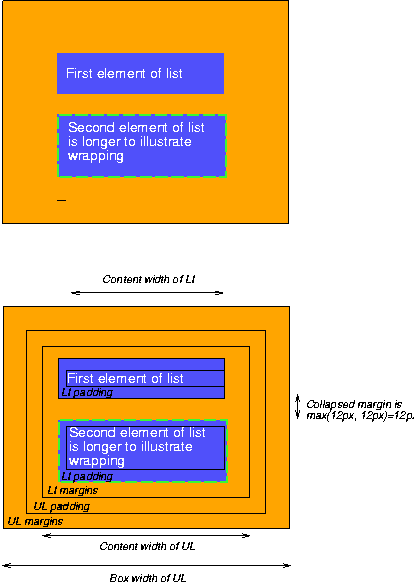 First element of list
Second element of list
is longer to illustrate
wrapping
Content width of LI
First element of list
LI padding
Collapsed margin is
max(12px, 12px)=12p.
Second element of list
is longer to illustrate
wrapping
LI padding
LI margins
UL padding
UL margins
Content width of UL
Box width of UL